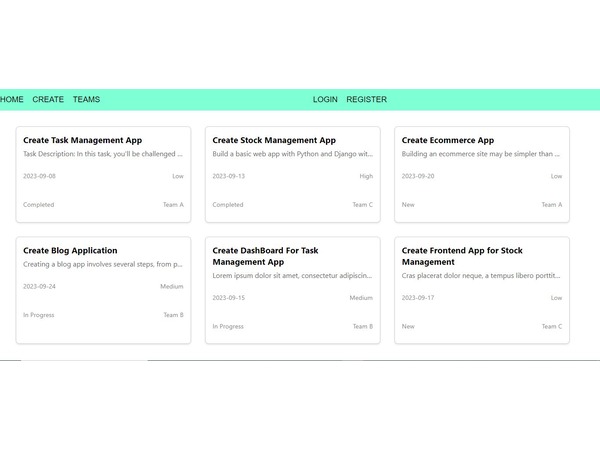 HOME CREATE TEAMS LOGIN REGISTER
Create Task Management App
Task Description: In this task, you'll be challenged ...
2023-09-08 Low
Completed Team A
Create Stock Management App
Build a basic web app with Python and Django wit...
2023-09-13 High
Completed Team C
Create Ecommerce App
Building an ecommerce site may be simpler than ...
2023-09-20 Low
New Team A
Create Blog Application
Creating a blog app involves several steps, from p...
2023-09-24 Medium
In Progress Team B
Create DashBoard For Task
Management App
Lorem ipsum dolor sit amet, consectetur adipiscin...
2023-09-15 Medium
In Progress Team B
Create Frontend App for Stock
Management
Cras placerat dolor neque, a tempus libero porttit...
2023-09-17 Low
New Team C